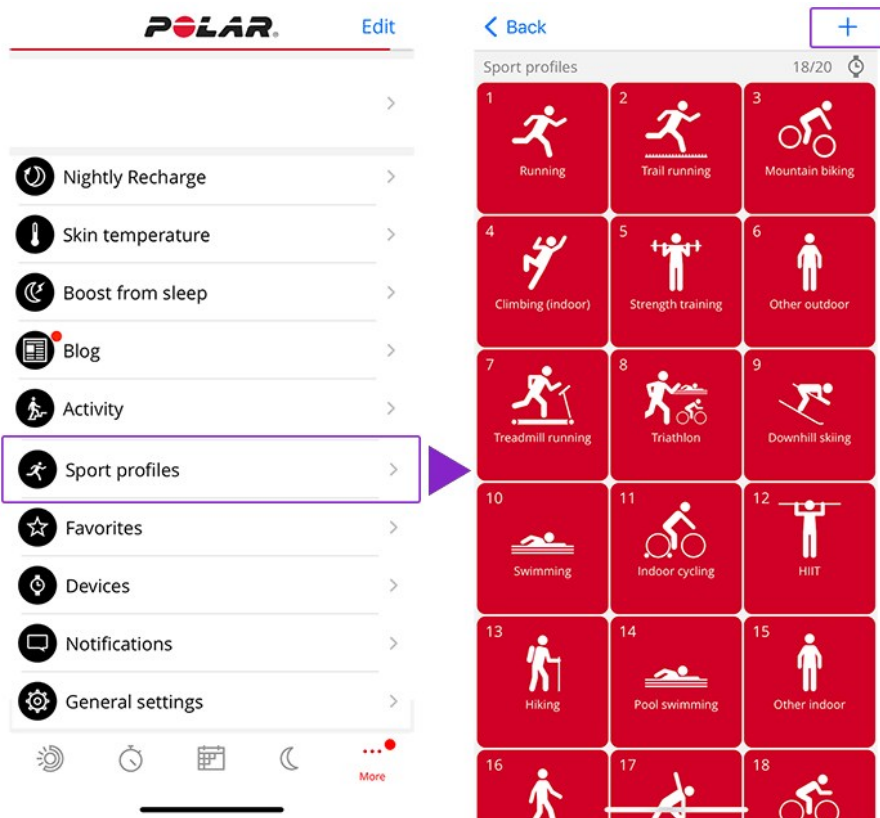 POLAR.
Edit
Nightly Recharge
Skin temperature
Boost from sleep
Blog
Activity
Sport profiles
Favorites
Devices
Notifications
General settings
More
Back
+
Sport profiles 18/20
1 2 3
Running Trail running Mountain biking
4 5 6
Climbing (indoor) Strength training Other outdoor
7 8 9
Treadmill running Triathlon Downhill skiing
10 11 12
Swimming Indoor cycling HIIT
13 14 15
Hiking Pool swimming Other indoor
16 17 18